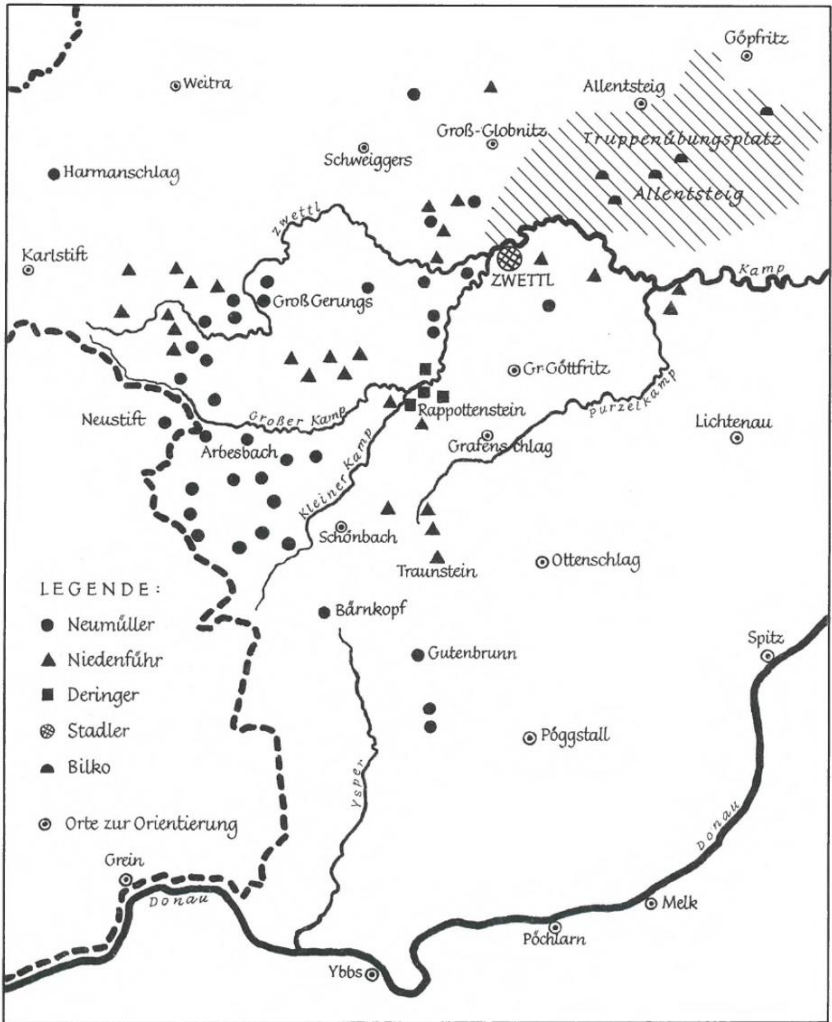 Göpfritz
Weitra
Allentsteig
Groß-Globnitz
Truppenübungsplatz
Schweiggers
Harmanschlag
Allentsteig
Zwettl
Karlstift
ZWETTL
Kamp
Groß Gerungs
Gr-Göttfritz
Purzelkamp
Neustift
Großer Kamp
Rappottenstein
Lichtenau
Arbesbach
Grafenschlag
Kleiner Kamp
Schönbach
Traunstein
Ottenschlag
LEGENDE:
Neumüller
Bärnkopf
Niedenführ
Gutenbrunn
Spitz
Deringer
Stadler
Pöggstall
Bilko
Ysper
Orte zur Orientierung
Donau
Grein
Donau
Melk
Pöchlarn
Ybbs